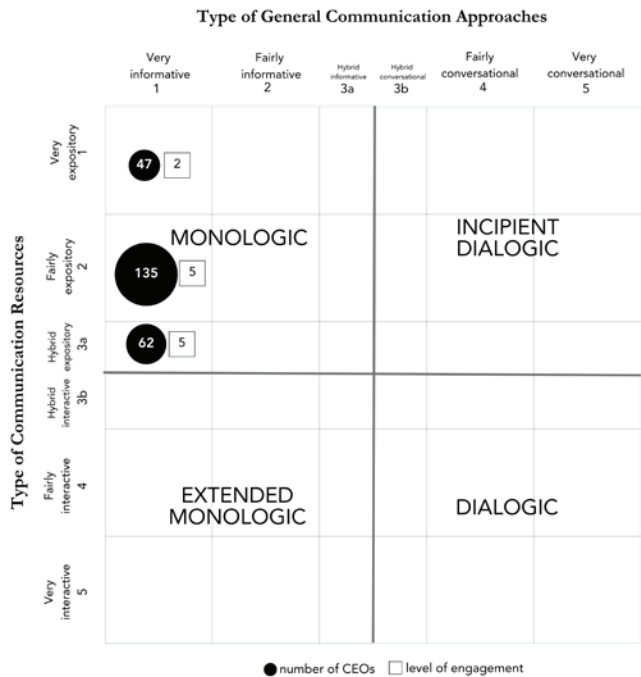 Type of General Communication Approaches
Very informative 1
Fairly informative 2
Hybrid informative 3a
Hybrid conversational 3b
Fairly conversational 4
Very conversational 5
Type of Communication Resources
Very expository 1
47 2
Fairly expository 2
MONOLOGIC
INCIPIENT
DIALOGIC
135 5
Hybrid expository 3a
62 5
Hybrid interactive 3b
Fairly interactive 4
EXTENDED
MONOLOGIC
DIALOGIC
Very interactive 5
number of CEOs level of engagement